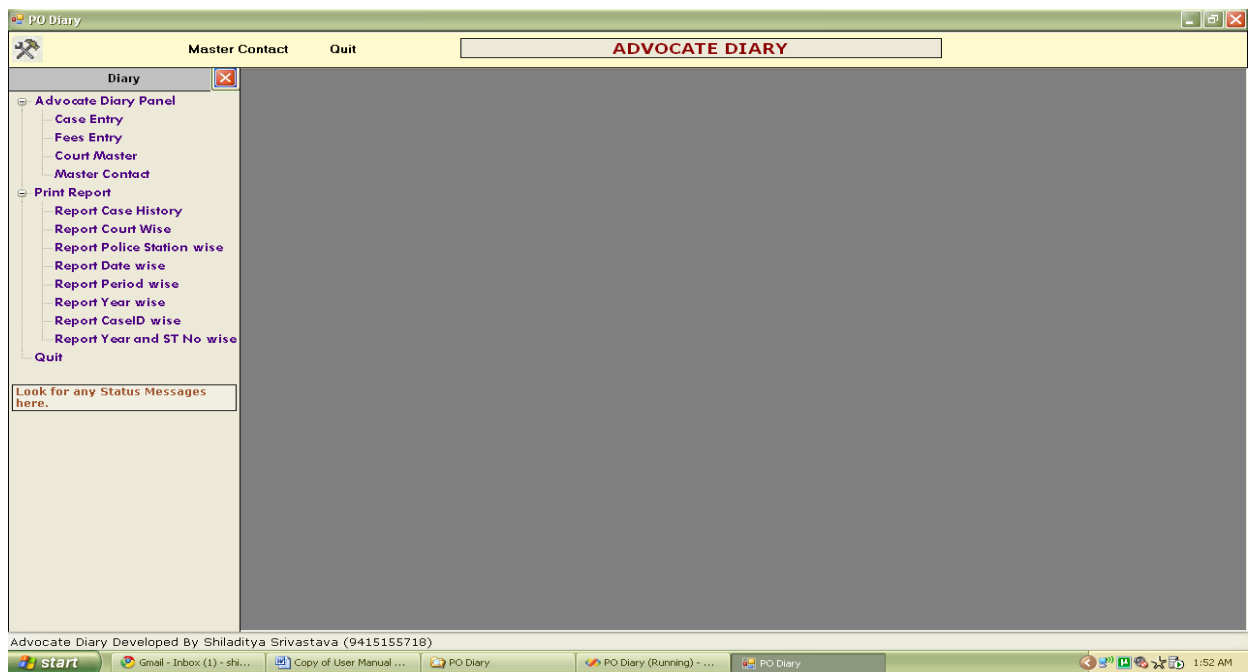 PO Diary
Master Contact Quit ADVOCATE DIARY
Diary
Advocate Diary Panel
Case Entry
Fees Entry
Court Master
Master Contact
Print Report
Report Case History
Report Court Wise
Report Police Station wise
Report Date wise
Report Period wise
Report Year wise
Report CaseID wise
Report Year and ST No wise
Quit
Look for any Status Messages
here.
Advocate Diary Developed By Shiladitya Srivastava (9415155718)
start Gmail - Inbox (1) - shi... Copy of User Manual ... PO Diary PO Diary (Running) - ... PO Diary 1:52 AM